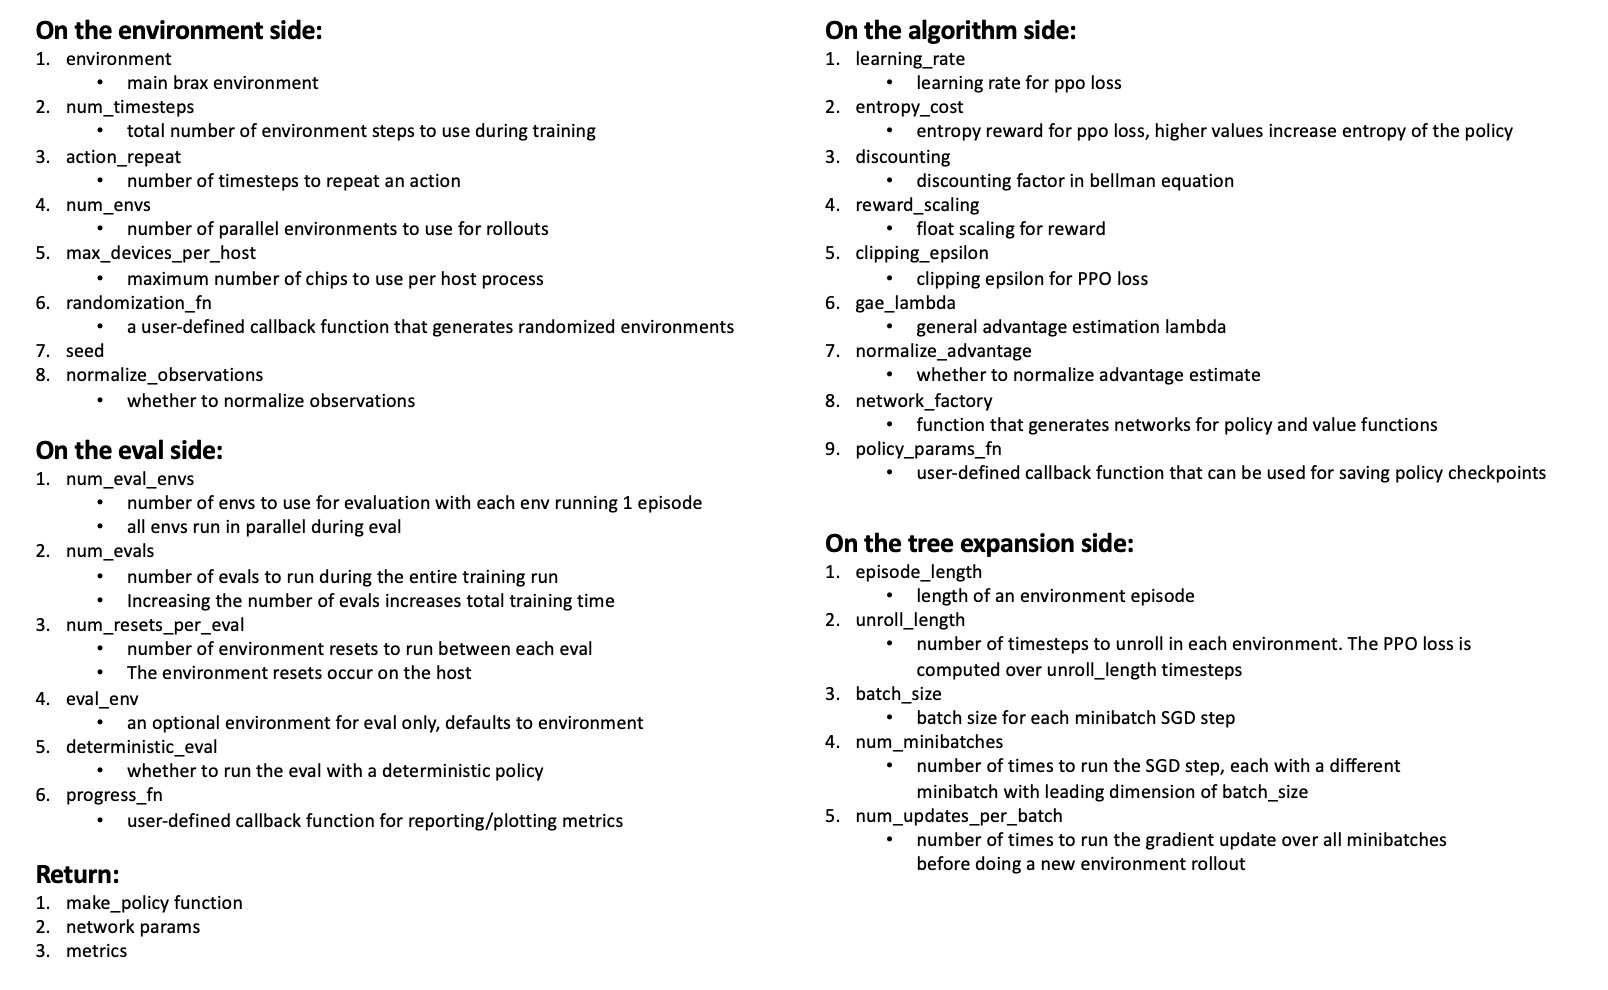 On the environment side:
1. environment
• main brax environment
2. num_timesteps
• total number of environment steps to use during training
3. action_repeat
• number of timesteps to repeat an action
4. num_envs
• number of parallel environments to use for rollouts
5. max_devices_per_host
• maximum number of chips to use per host process
6. randomization_fn
• a user-defined callback function that generates randomized environments
7. seed
8. normalize_observations
• whether to normalize observations
On the eval side:
1. num_eval_envs
• number of envs to use for evaluation with each env running 1 episode
• all envs run in parallel during eval
2. num_evals
• number of evals to run during the entire training run
• Increasing the number of evals increases total training time
3. num_resets_per_eval
• number of environment resets to run between each eval
• The environment resets occur on the host
4. eval_env
• an optional environment for eval only, defaults to environment
5. deterministic_eval
• whether to run the eval with a deterministic policy
6. progress_fn
• user-defined callback function for reporting/plotting metrics
Return:
1. make_policy function
2. network params
3. metrics
On the algorithm side:
1. learning_rate
• learning rate for ppo loss
2. entropy_cost
• entropy reward for ppo loss, higher values increase entropy of the policy
3. discounting
• discounting factor in bellman equation
4. reward_scaling
• float scaling for reward
5. clipping_epsilon
• clipping epsilon for PPO loss
6. gae_lambda
• general advantage estimation lambda
7. normalize_advantage
• whether to normalize advantage estimate
8. network_factory
• function that generates networks for policy and value functions
9. policy_params_fn
• user-defined callback function that can be used for saving policy checkpoints
On the tree expansion side:
1. episode_length
• length of an environment episode
2. unroll_length
• number of timesteps to unroll in each environment. The PPO loss is
computed over unroll_length timesteps
3. batch_size
• batch size for each minibatch SGD step
4. num_minibatches
• number of times to run the SGD step, each with a different
minibatch with leading dimension of batch_size
5. num_updates_per_batch
• number of times to run the gradient update over all minibatches
before doing a new environment rollout